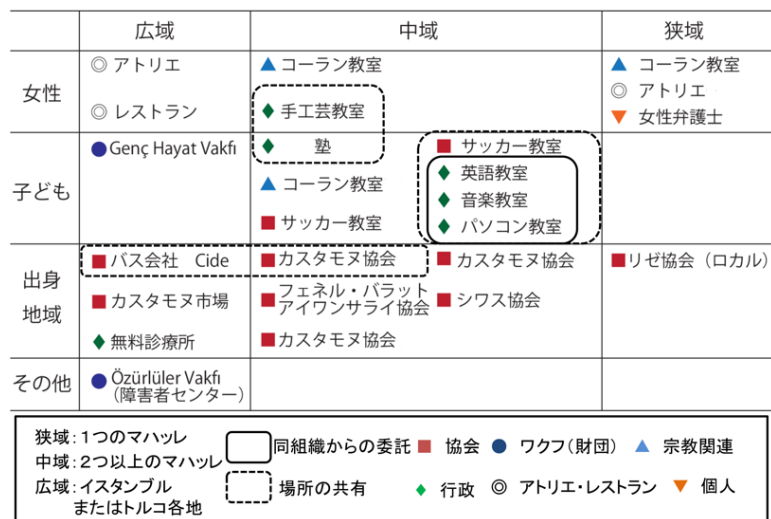 広域 中域 狭域
女性
◎ アトリエ ▲ コーラン教室 ▲ コーラン教室
◎ アトリエ
◎ レストラン ◆ 手工芸教室 ▼ 女性弁護士
子ども
● Genç Hayat Vakfı ◆ 塾 ■ サッカー教室
◆ 英語教室
▲ コーラン教室 ◆ 音楽教室
■ サッカー教室 ◆ パソコン教室
出身
地域
■ バス会社 Cide ■ カスタモヌ協会 ■ カスタモヌ協会 ■ リゼ協会(ロカル)
■ カスタモヌ市場 ■ フェネル・バラット
アイワンサライ協会 ■ シワス協会
◆ 無料診療所 ■ カスタモヌ協会
その他 ● Özürlüler Vakfı
(障害者センター)
狭域:1つのマハッレ
中域:2つ以上のマハッレ
広域:イスタンブル
またはトルコ各地
同組織からの委託 ■ 協会 ● ワクフ(財団) ▲ 宗教関連
場所の共有 ◆ 行政 ◎ アトリエ・レストラン ▼ 個人